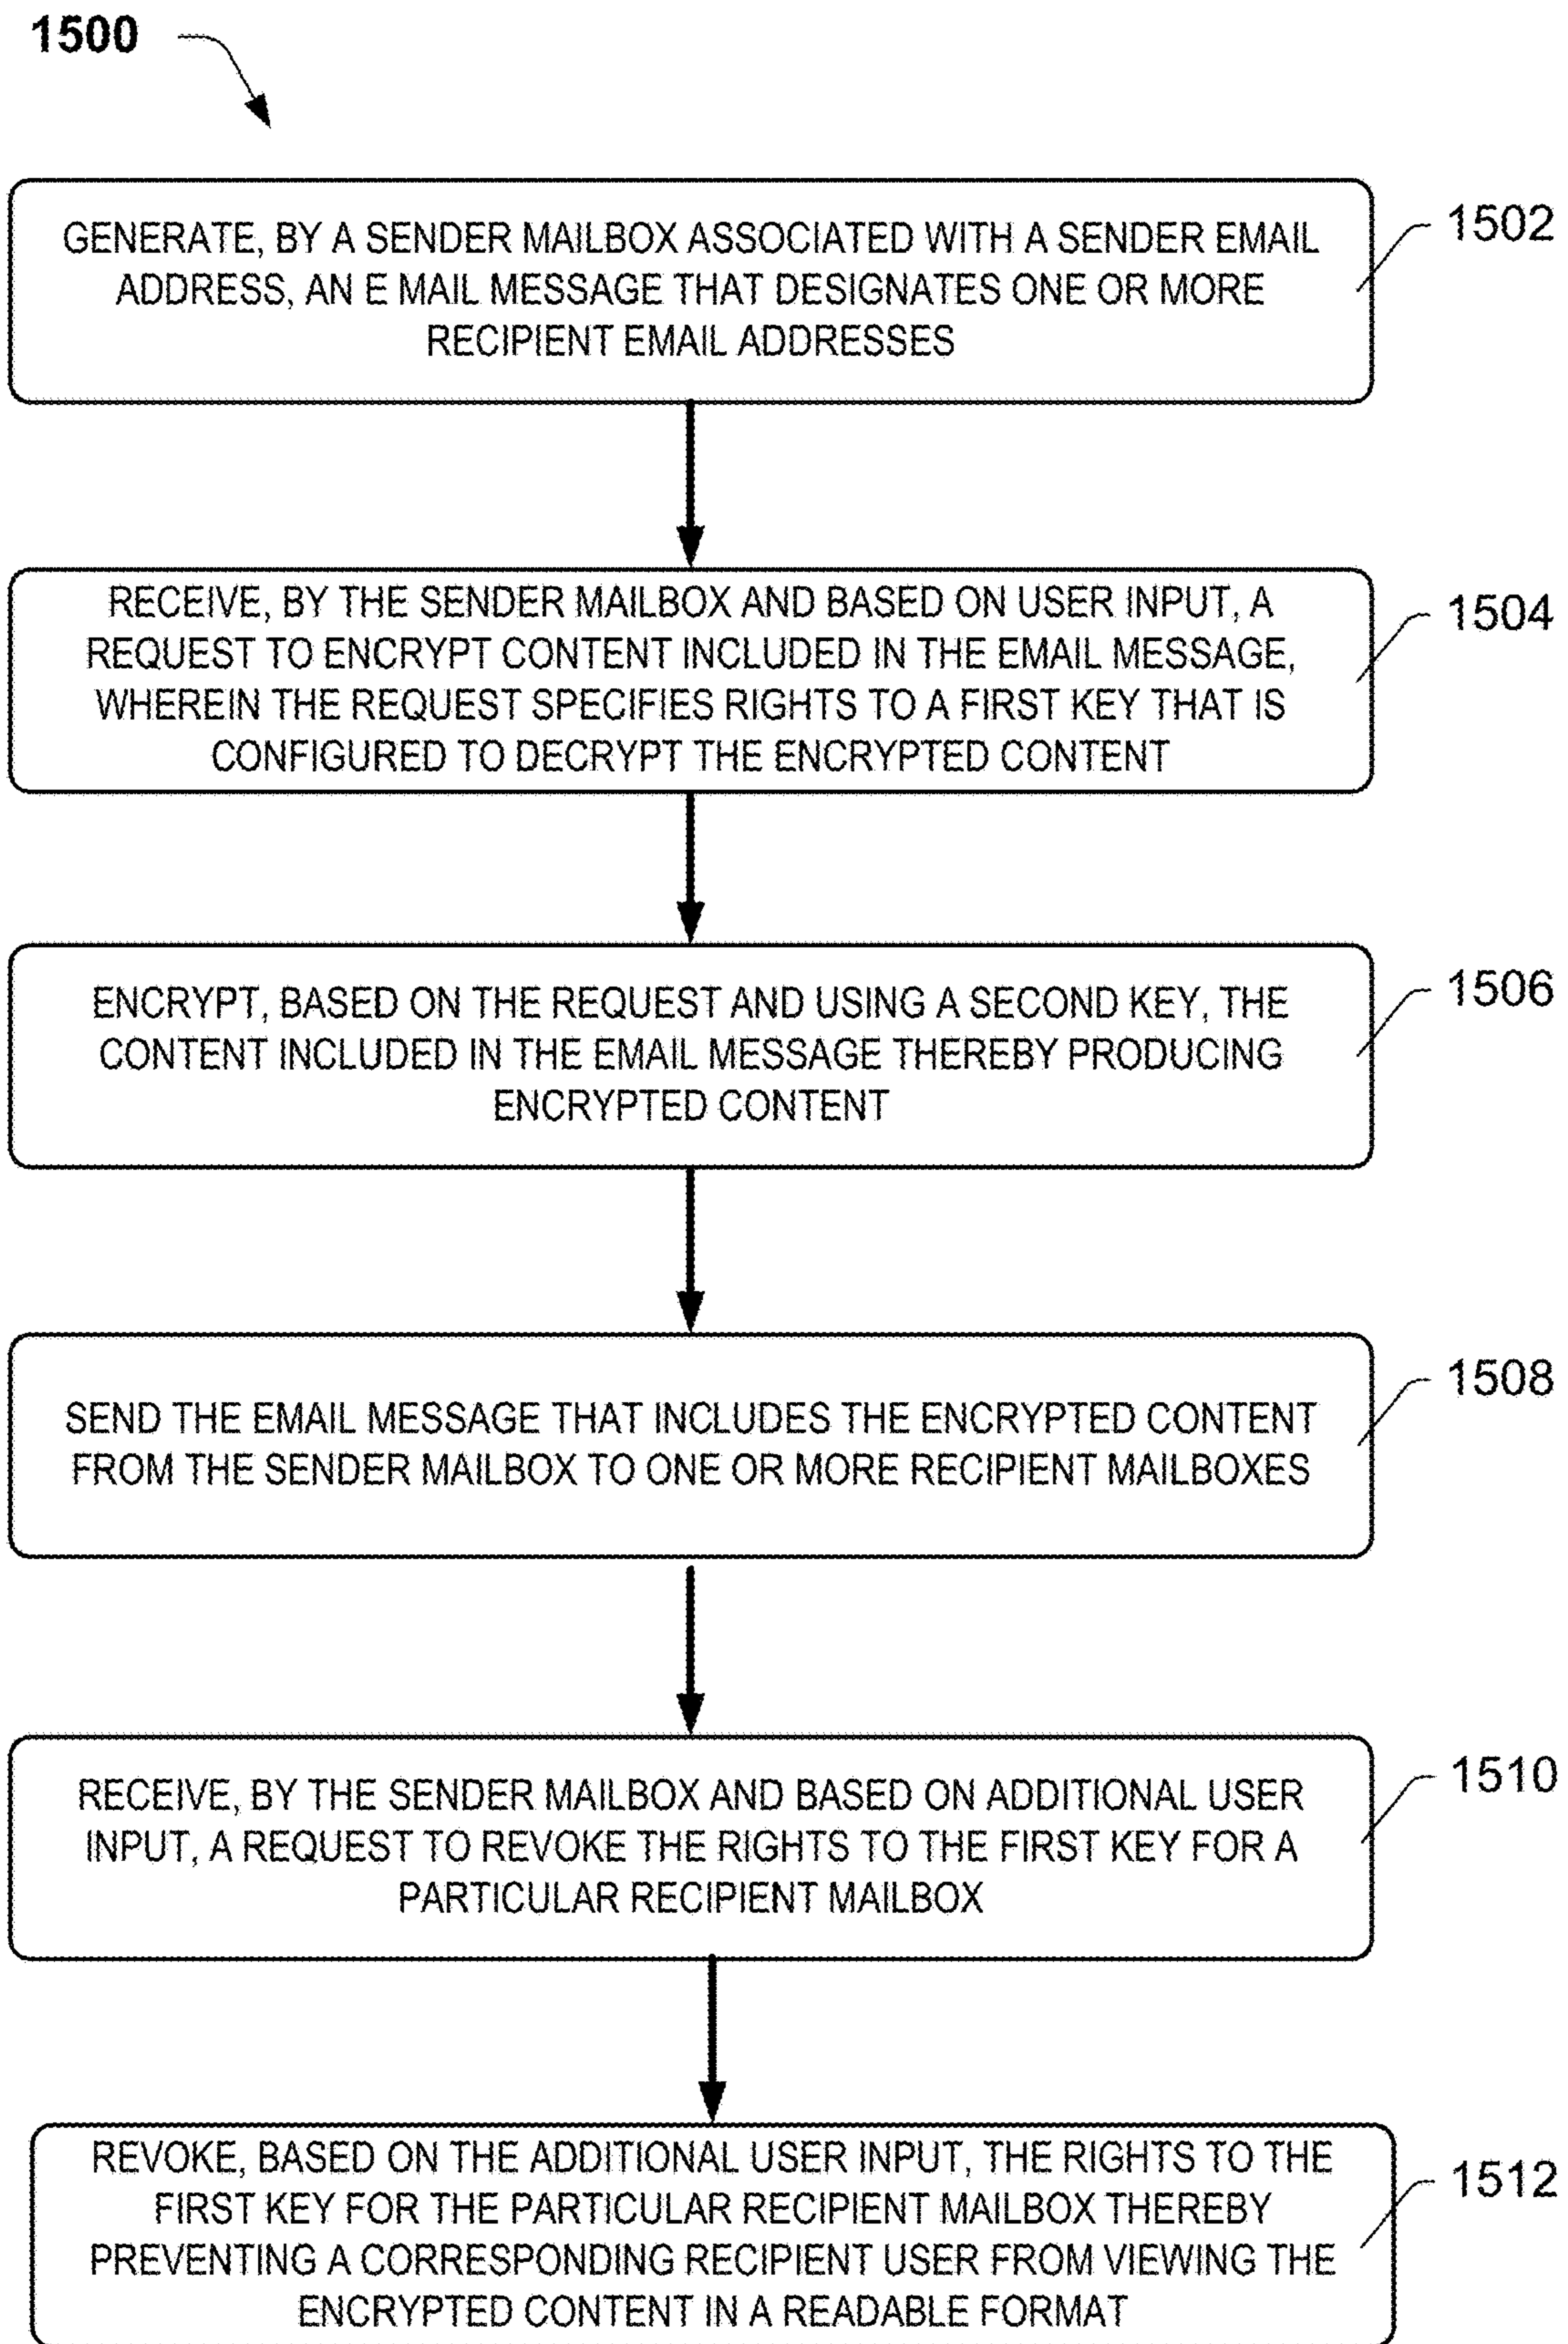 1500
GENERATE, BY A SENDER MAILBOX ASSOCIATED WITH A SENDER EMAIL
ADDRESS, AN E MAIL MESSAGE THAT DESIGNATES ONE OR MORE
RECIPIENT EMAIL ADDRESSES
1502
RECEIVE, BY THE SENDER MAILBOX AND BASED ON USER INPUT, A
REQUEST TO ENCRYPT CONTENT INCLUDED IN THE EMAIL MESSAGE,
WHEREIN THE REQUEST SPECIFIES RIGHTS TO A FIRST KEY THAT IS
CONFIGURED TO DECRYPT THE ENCRYPTED CONTENT
1504
ENCRYPT, BASED ON THE REQUEST AND USING A SECOND KEY, THE
CONTENT INCLUDED IN THE EMAIL MESSAGE THEREBY PRODUCING
ENCRYPTED CONTENT
1506
SEND THE EMAIL MESSAGE THAT INCLUDES THE ENCRYPTED CONTENT
FROM THE SENDER MAILBOX TO ONE OR MORE RECIPIENT MAILBOXES
1508
RECEIVE, BY THE SENDER MAILBOX AND BASED ON ADDITIONAL USER
INPUT, A REQUEST TO REVOKE THE RIGHTS TO THE FIRST KEY FOR A
PARTICULAR RECIPIENT MAILBOX
1510
REVOKE, BASED ON THE ADDITIONAL USER INPUT, THE RIGHTS TO THE
FIRST KEY FOR THE PARTICULAR RECIPIENT MAILBOX THEREBY
PREVENTING A CORRESPONDING RECIPIENT USER FROM VIEWING THE
ENCRYPTED CONTENT IN A READABLE FORMAT
1512